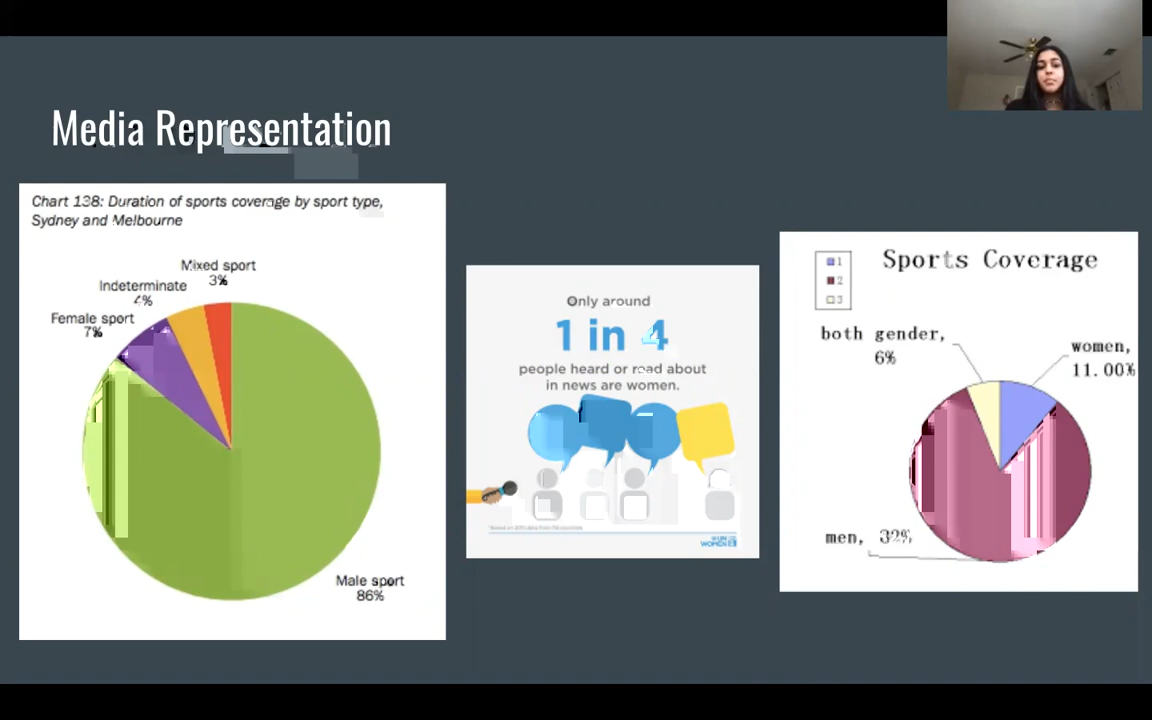 Media Representation
Chart 138: Duration of sports coverage by sport type,
Sydney and Melbourne
Mixed sport
3%
Indeterminate
4%
Female sport
7%
Male sport
86%
Only around
1 in 4
people heard or read about
in news are women.
UN
WOMEN
Sports Coverage
1
2
3
both gender,
6%
women,
11.00%
men,